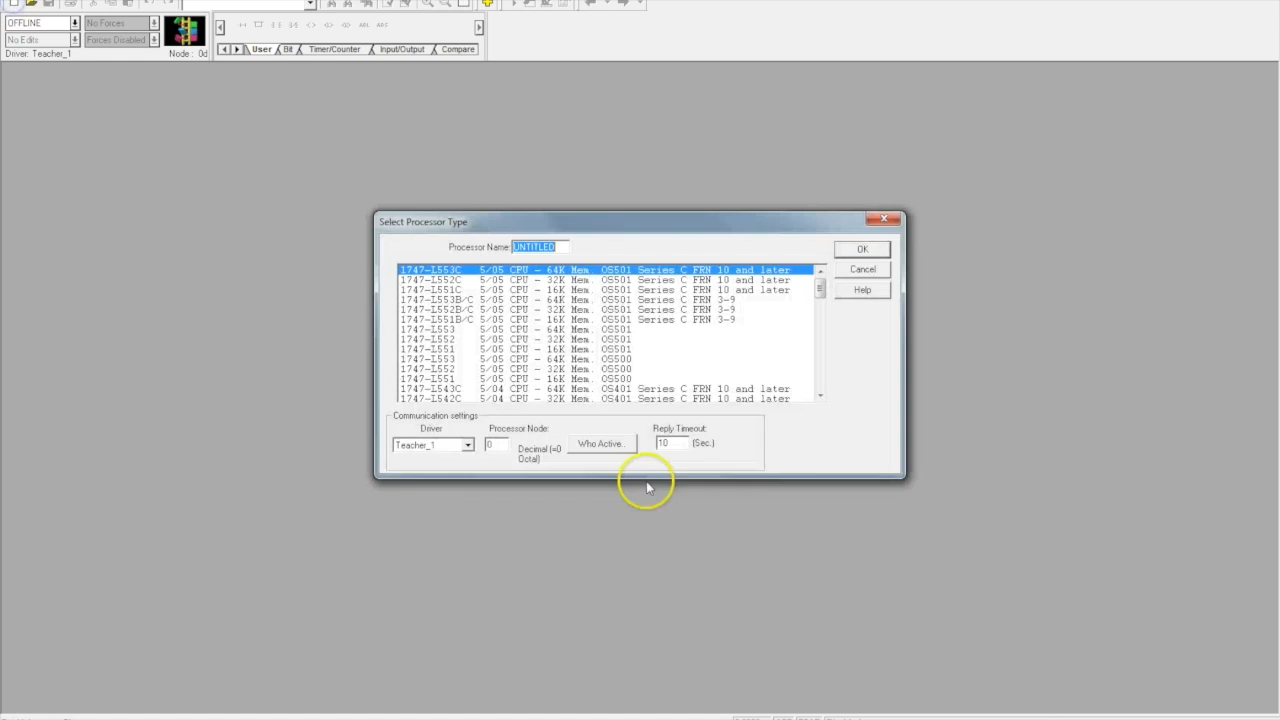 OFFLINE No Forces
No Edits Forces Disabled
Driver: Teacher_1 Node: 0d
User Bit Timer/Counter Input/Output Compare
Select Processor Type
Processor Name: UNTITLED
OK
Cancel
Help
1747-L553C 5/05 CPU - 64K Mem. OS501 Series C FRN 10 and later
1747-L552C 5/05 CPU - 32K Mem. OS501 Series C FRN 10 and later
1747-L551C 5/05 CPU - 16K Mem. OS501 Series C FRN 10 and later
1747-L553B/C 5/05 CPU - 64K Mem. OS501 Series C FRN 3-9
1747-L552B/C 5/05 CPU - 32K Mem. OS501 Series C FRN 3-9
1747-L551B/C 5/05 CPU - 16K Mem. OS501 Series C FRN 3-9
1747-L553 5/05 CPU - 64K Mem. OS501
1747-L552 5/05 CPU - 32K Mem. OS501
1747-L551 5/05 CPU - 16K Mem. OS501
1747-L553 5/05 CPU - 64K Mem. OS500
1747-L552 5/05 CPU - 32K Mem. OS500
1747-L551 5/05 CPU - 16K Mem. OS500
1747-L543C 5/04 CPU - 64K Mem. OS401 Series C FRN 10 and later
1747-L542C 5/04 CPU - 32K Mem. OS401 Series C FRN 10 and later
Communication settings
Driver Processor Node: Reply Timeout:
Teacher_1 0 Decimal (=0 Octal) Who Active.. 10 (Sec.)